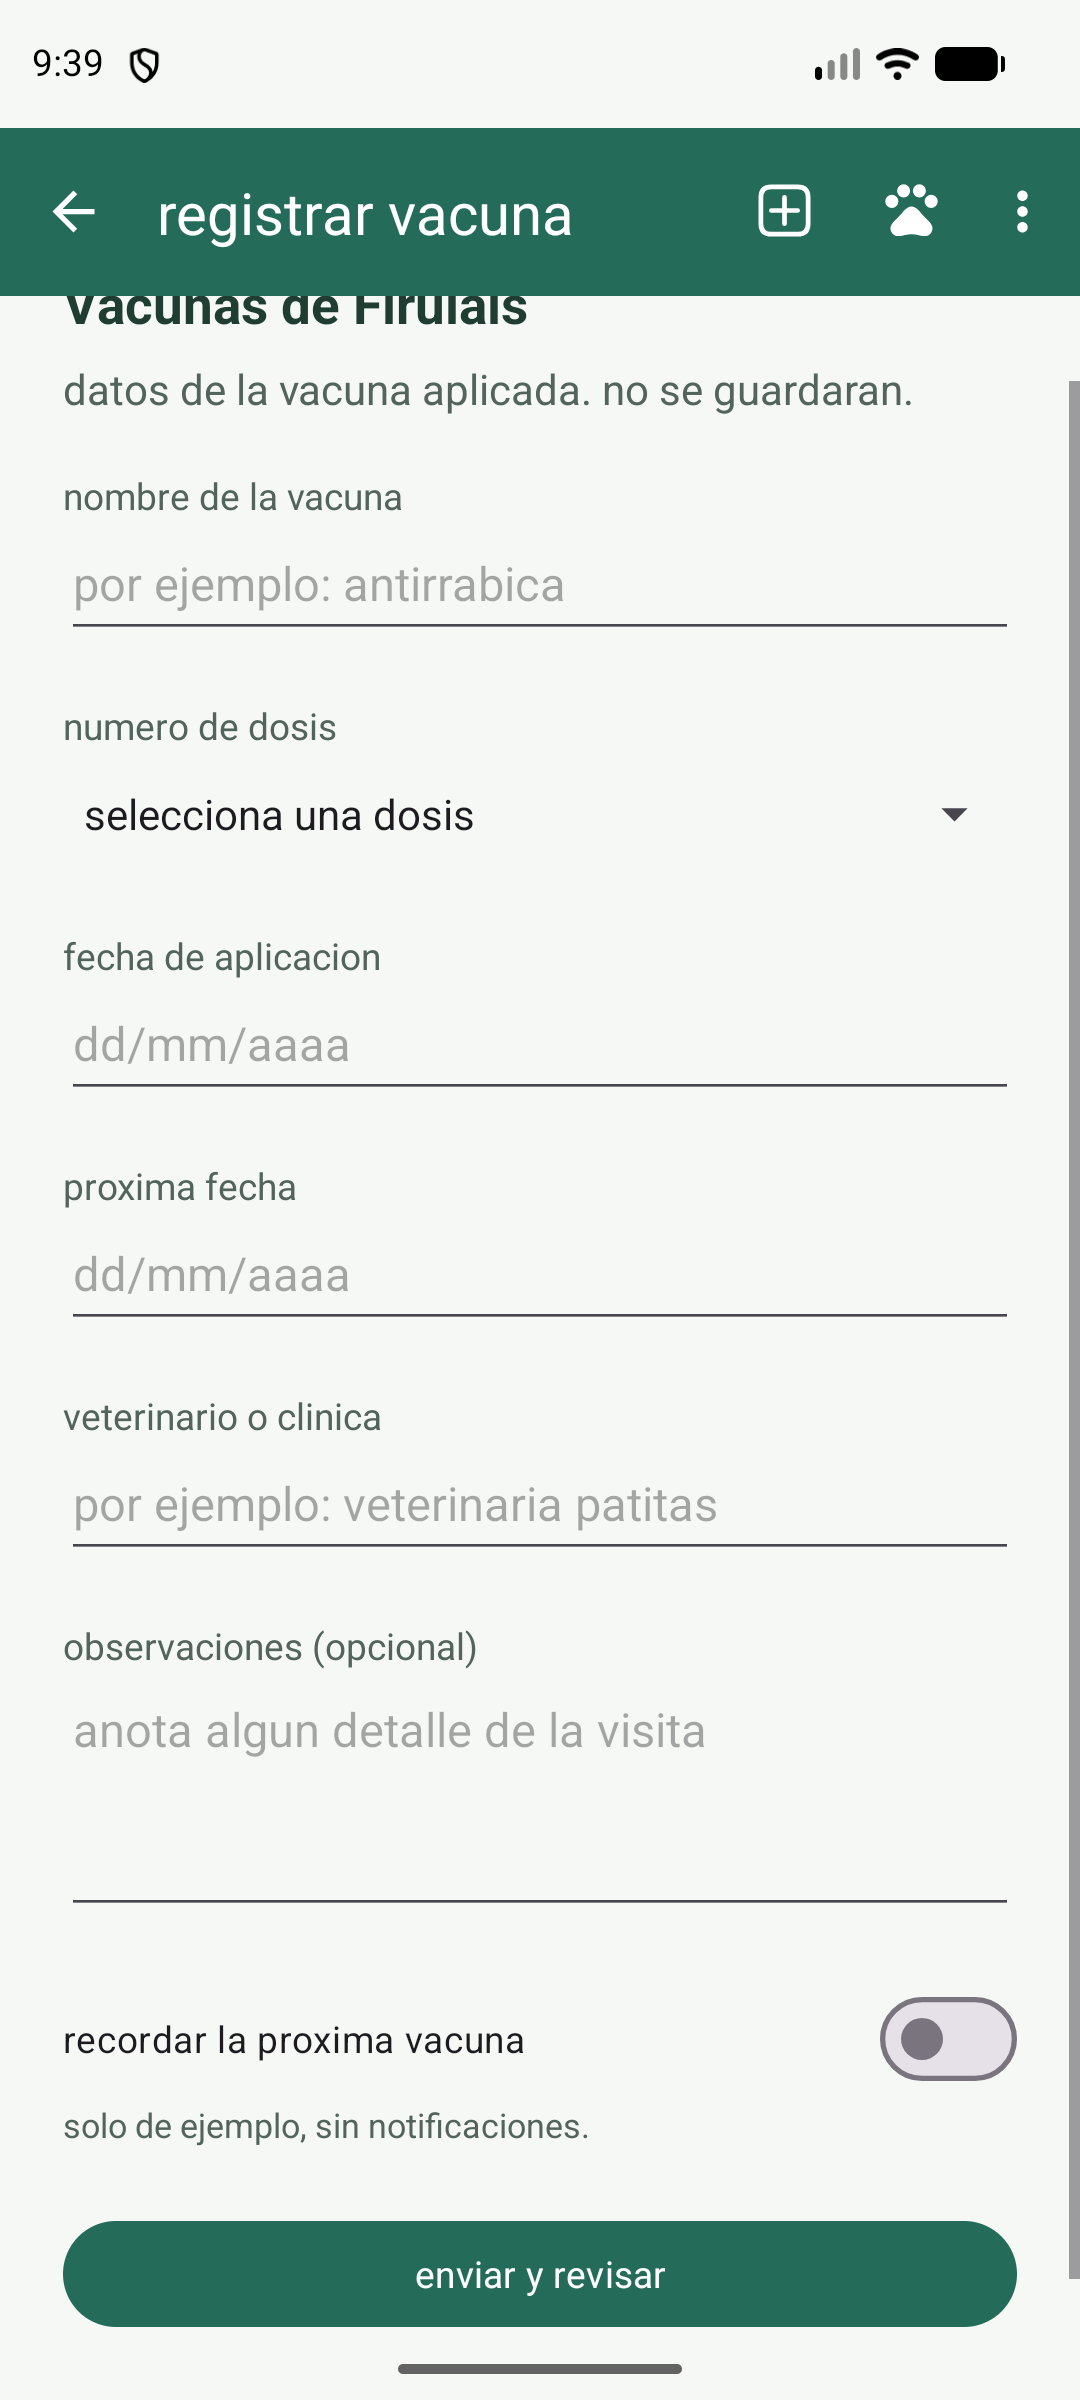 9:39
registrar vacuna
Vacunas de Firulais
datos de la vacuna aplicada. no se guardaran.
nombre de la vacuna
por ejemplo: antirrabica
numero de dosis
selecciona una dosis
fecha de aplicacion
dd/mm/aaaa
proxima fecha
dd/mm/aaaa
veterinario o clinica
por ejemplo: veterinaria patitas
observaciones (opcional)
anota algun detalle de la visita
recordar la proxima vacuna
solo de ejemplo, sin notificaciones.
enviar y revisar